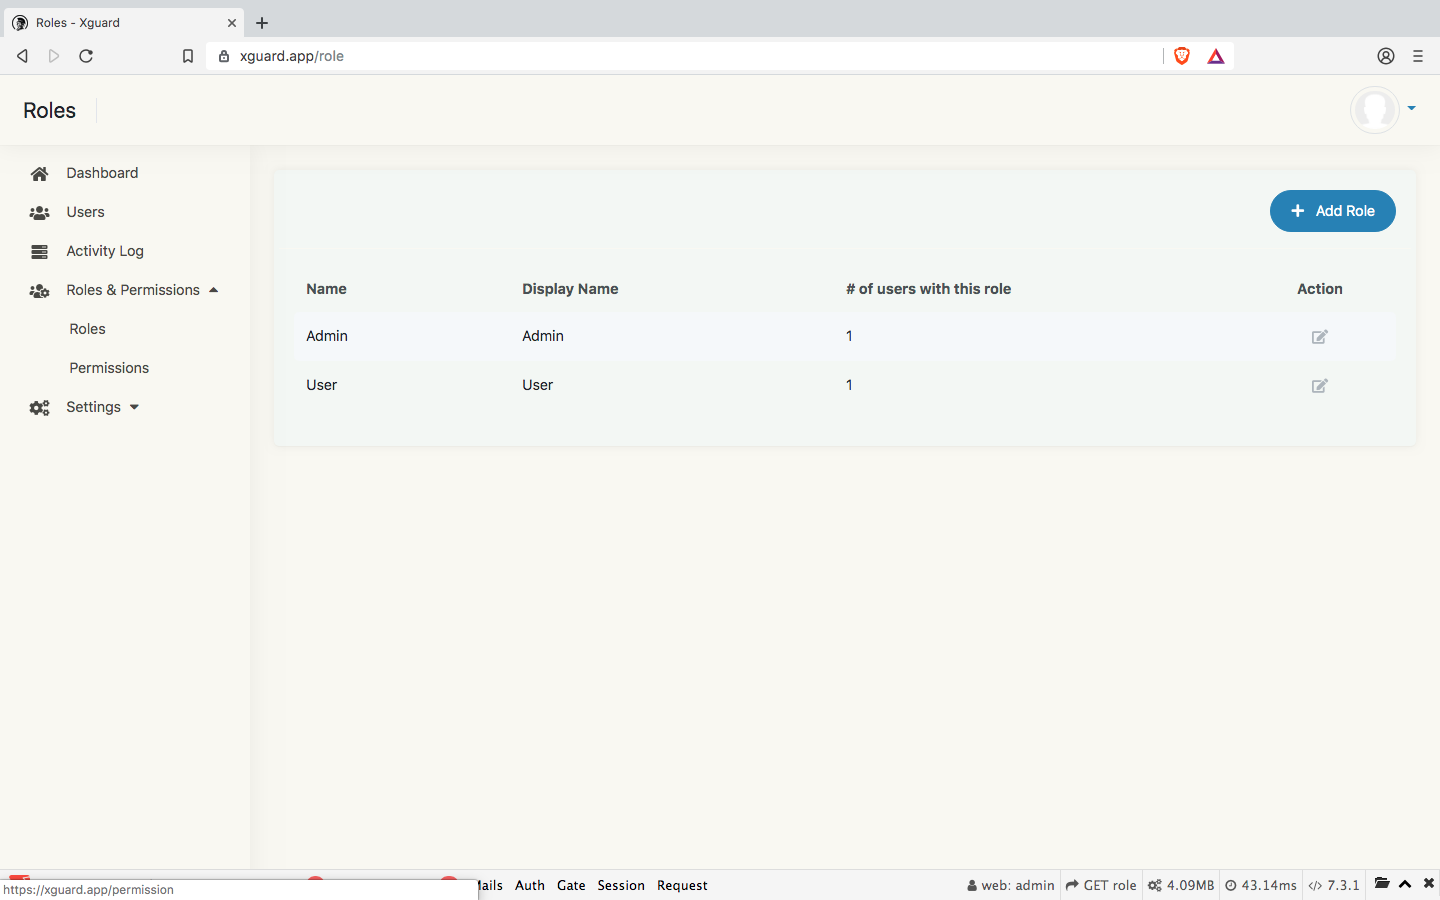 Roles - Xguard
xguard.app/role
Roles
Dashboard
Users
Activity Log
Roles & Permissions
Roles
Permissions
Settings
Add Role
Name Display Name # of users with this role Action
Admin Admin 1
User User 1
https://xguard.app/permission
Mails Auth Gate Session Request web: admin GET role 4.09MB 43.14ms 7.3.1